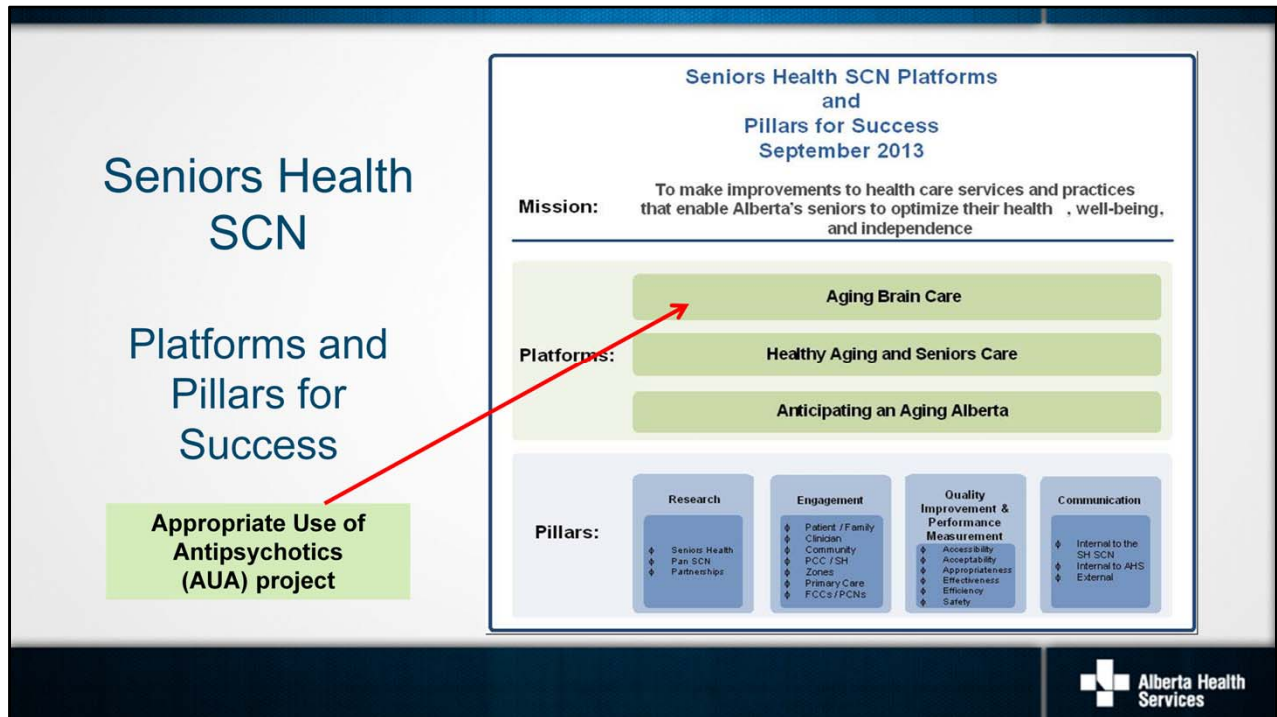 Seniors Health
SCN
Platforms and
Pillars for
Success
Appropriate Use of
Antipsychotics
(AUA) project
Seniors Health SCN Platforms
and
Pillars for Success
September 2013
Mission:
To make improvements to health care services and practices
that enable Alberta's seniors to optimize their health , well-being,
and independence
Platforms:
Aging Brain Care
Healthy Aging and Seniors Care
Anticipating an Aging Alberta
Pillars:
Research
ϕ Seniors Health
ϕ Pan SCN
ϕ Partnerships
Engagement
ϕ Patient / Family
ϕ Clinician
ϕ Community
ϕ PCC / SH
ϕ Zones
ϕ Primary Care
ϕ FCCs / PCNs
Quality
Improvement &
Performance
Measurement
ϕ Accessibility
ϕ Acceptability
ϕ Appropriateness
ϕ Effectiveness
ϕ Efficiency
ϕ Safety
Communication
ϕ Internal to the
SH SCN
ϕ Internal to AHS
ϕ External
Alberta Health
Services